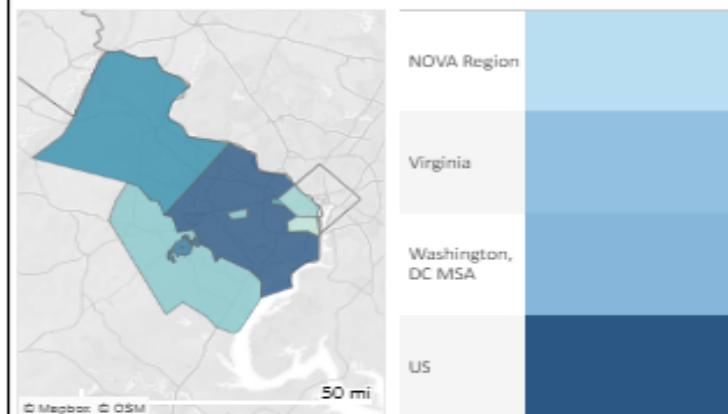 NOVA Region
Virginia
Washington,
DC MSA
US
50 mi
© Mapbox © OSM